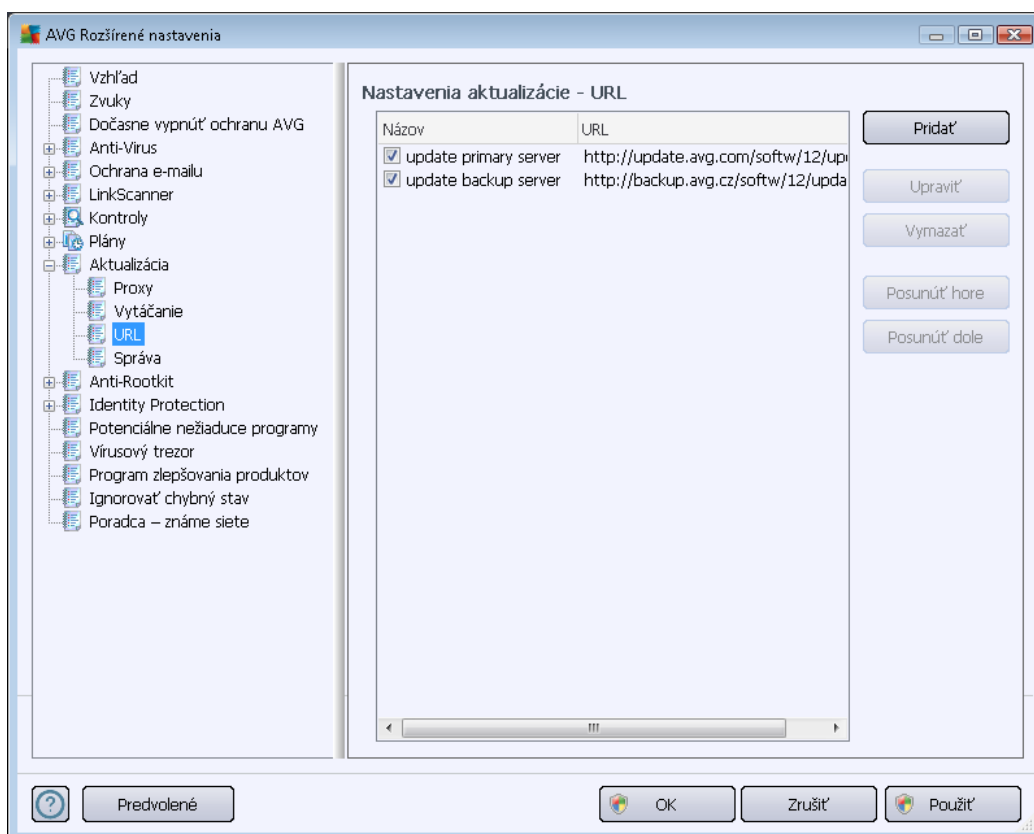 AVG Rozšírené nastavenia
Vzhľad
Zvuky
Dočasne vypnúť ochranu AVG
Anti-Virus
Ochrana e-mailu
LinkScanner
Kontroly
Plány
Aktualizácia
Proxy
Vytáčanie
URL
Správa
Anti-Rootkit
Identity Protection
Potenciálne nežiaduce programy
Vírusový trezor
Program zlepšovania produktov
Ignorovať chybný stav
Poradca – známe siete
Nastavenia aktualizácie - URL
Názov URL
update primary server http://update.avg.com/softw/12/up
update backup server http://backup.avg.cz/softw/12/upda
Pridať
Upraviť
Vymazať
Posunúť hore
Posunúť dole
Predvolené
OK
Zrušiť
Použiť